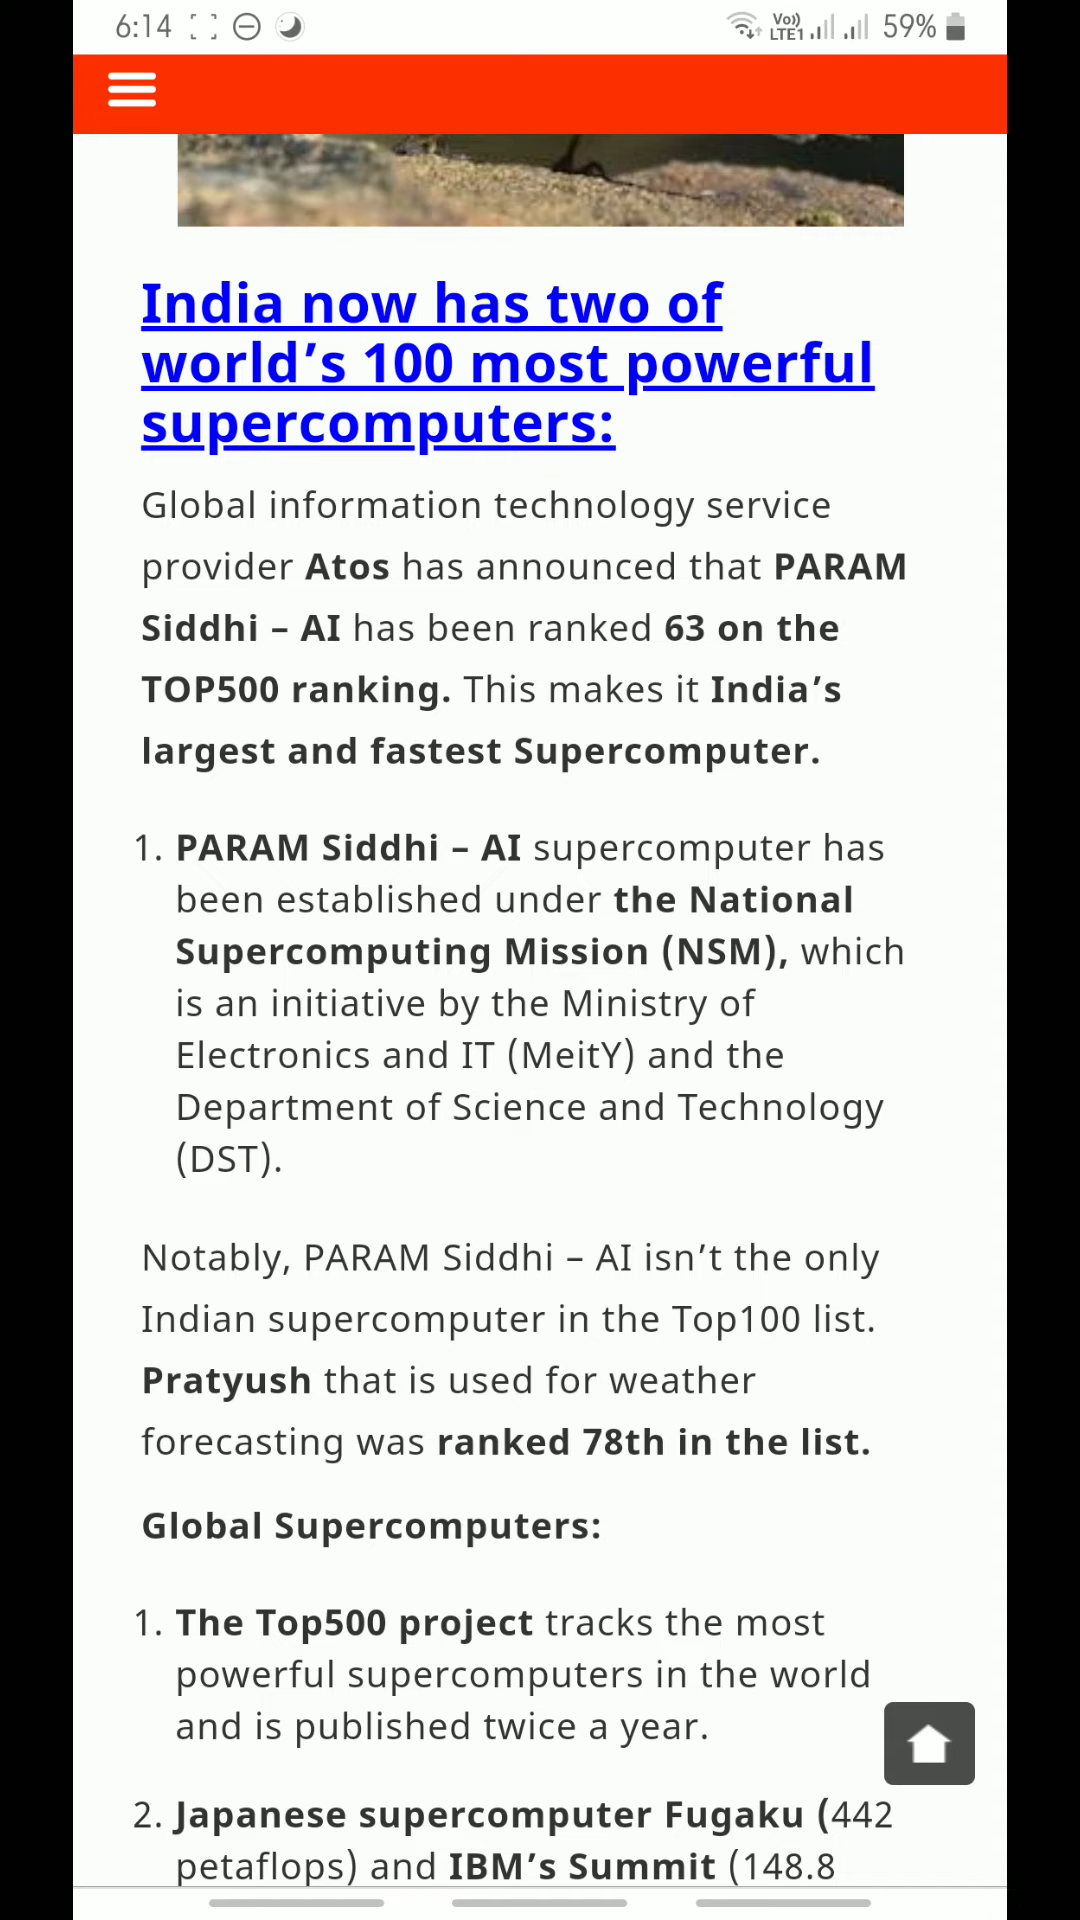 6:14
Vo))
LTE1
59%
India now has two of
world’s 100 most powerful
supercomputers:
Global information technology service
provider Atos has announced that PARAM
Siddhi – AI has been ranked 63 on the
TOP500 ranking. This makes it India’s
largest and fastest Supercomputer.
1. PARAM Siddhi – AI supercomputer has
been established under the National
Supercomputing Mission (NSM), which
is an initiative by the Ministry of
Electronics and IT (MeitY) and the
Department of Science and Technology
(DST).
Notably, PARAM Siddhi – AI isn’t the only
Indian supercomputer in the Top100 list.
Pratyush that is used for weather
forecasting was ranked 78th in the list.
Global Supercomputers:
1. The Top500 project tracks the most
powerful supercomputers in the world
and is published twice a year.
2. Japanese supercomputer Fugaku (442
petaflops) and IBM’s Summit (148.8